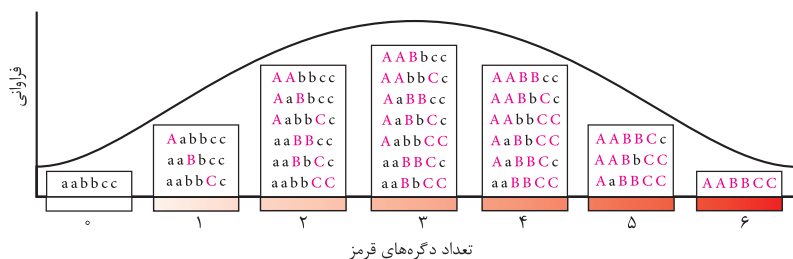 فراوانی
aabbcc
Aabbcc
aaBbcc
aabbCc
AAbbcc
AaBbcc
AabbCc
aaBBcc
aaBbCc
aabbCC
AABbcc
AAbbCc
AaBBcc
AaBbCc
AabbCC
aaBBCc
aaBbCC
AABBcc
AABbCc
AAbbCC
AaBbCC
AaBBCc
aaBBCC
AABBCc
AABbCC
AaBBCC
AABBCC
۰ ۱ ۲ ۳ ۴ ۵ ۶
تعداد دگره‌های قرمز